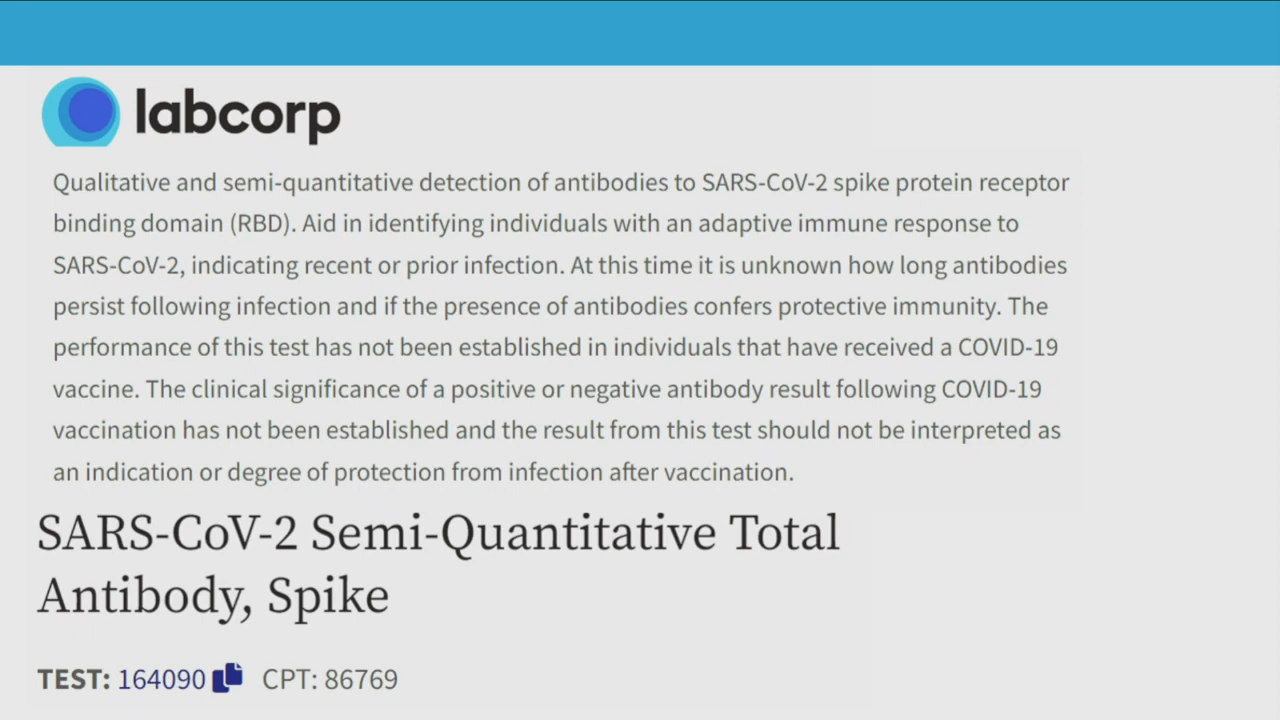 labcorp
Qualitative and semi-quantitative detection of antibodies to SARS-CoV-2 spike protein receptor
binding domain (RBD). Aid in identifying individuals with an adaptive immune response to
SARS-CoV-2, indicating recent or prior infection. At this time it is unknown how long antibodies
persist following infection and if the presence of antibodies confers protective immunity. The
performance of this test has not been established in individuals that have received a COVID-19
vaccine. The clinical significance of a positive or negative antibody result following COVID-19
vaccination has not been established and the result from this test should not be interpreted as
an indication or degree of protection from infection after vaccination.
SARS-CoV-2 Semi-Quantitative Total
Antibody, Spike
TEST: 164090 CPT: 86769